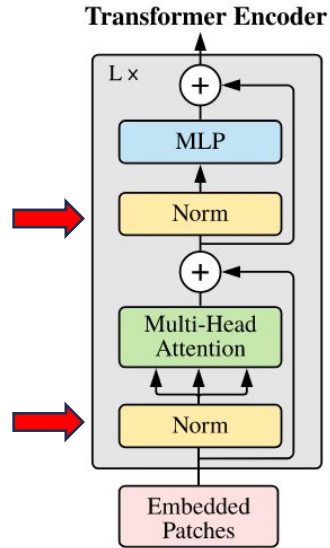 Transformer Encoder
L ×
+
MLP
Norm
+
Multi-Head
Attention
Norm
Embedded
Patches